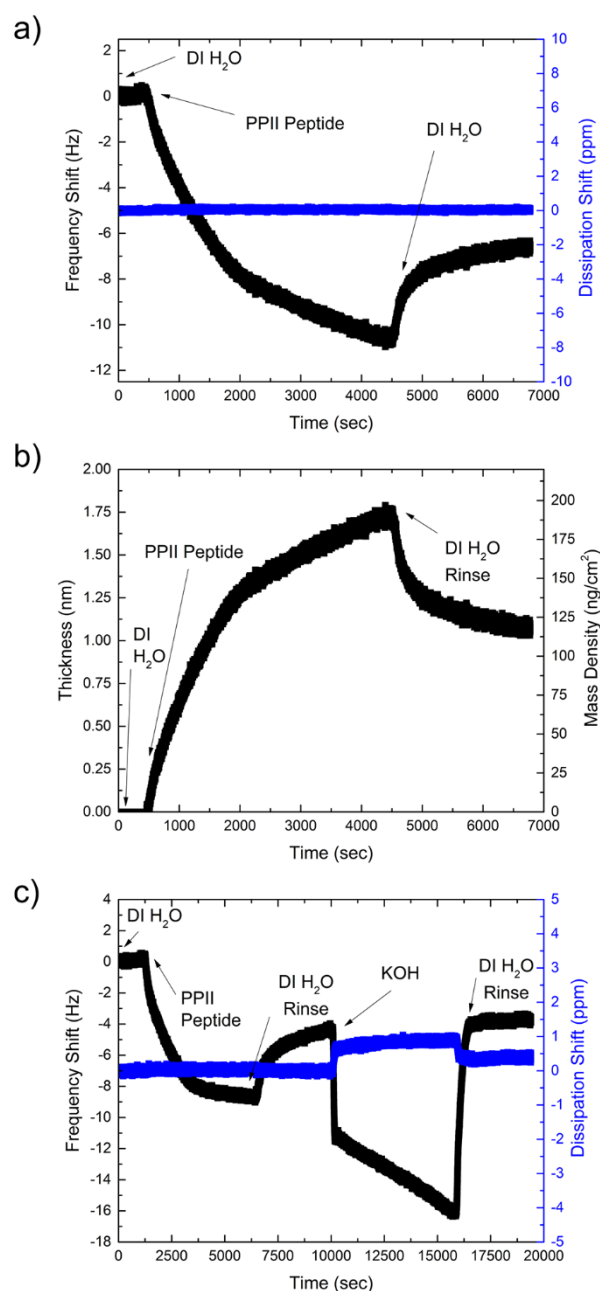 a)
DI H₂O
PPII Peptide
DI H₂O
Frequency Shift (Hz)
2
0
-2
-4
-6
-8
-10
-12
Dissipation Shift (ppm)
10
8
6
4
2
0
-2
-4
-6
-8
-10
0 1000 2000 3000 4000 5000 6000 7000
Time (sec)
b)
PPII Peptide
DI
H₂O
DI H₂O
Rinse
Thickness (nm)
2.00
1.75
1.50
1.25
1.00
0.75
0.50
0.25
0.00
Mass Density (ng/cm²)
200
175
150
125
100
75
50
25
0
0 1000 2000 3000 4000 5000 6000 7000
Time (sec)
c)
DI H₂O
PPII
Peptide
DI H₂O
Rinse
KOH
DI H₂O
Rinse
Frequency Shift (Hz)
4
2
0
-2
-4
-6
-8
-10
-12
-14
-16
-18
Dissipation Shift (ppm)
5
4
3
2
1
0
-1
-2
-3
-4
-5
0 2500 5000 7500 10000 12500 15000 17500 20000
Time (sec)